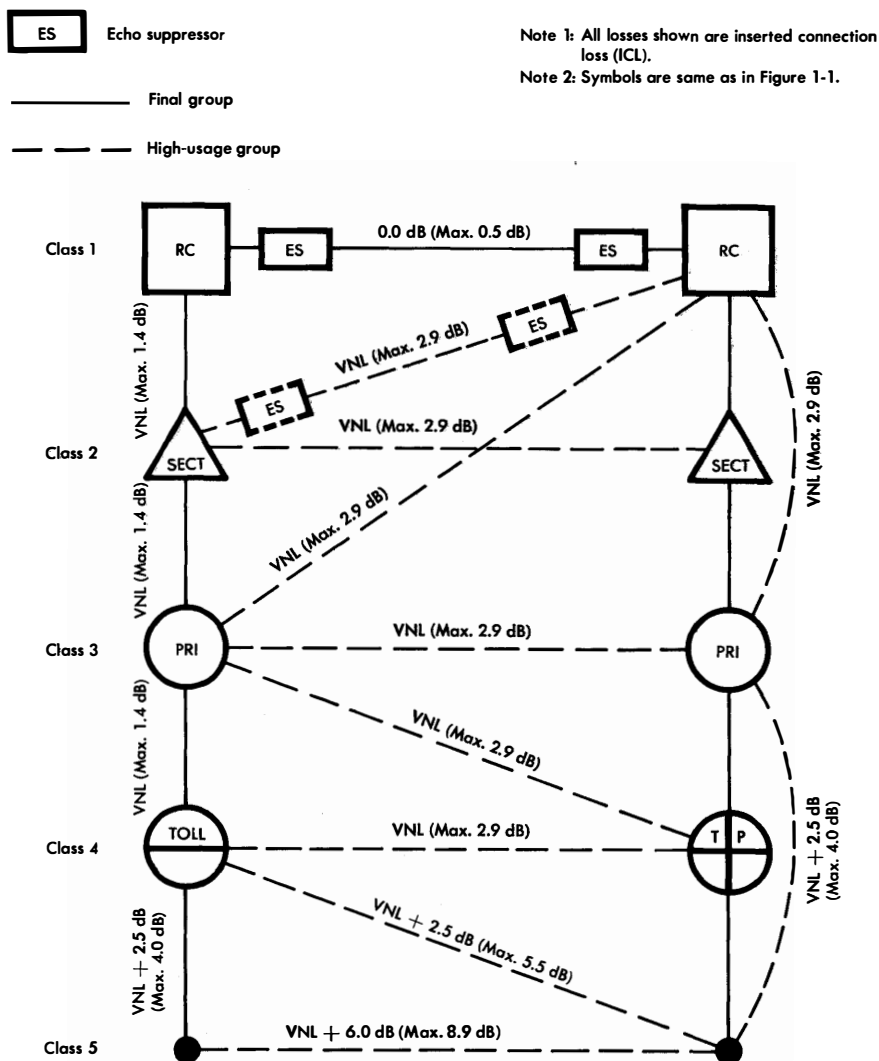 ES Echo suppressor
Note 1: All losses shown are inserted connection
loss (ICL).
Note 2: Symbols are same as in Figure 1-1.
Final group
High-usage group
Class 1
RC
ES
0.0 dB (Max. 0.5 dB)
ES
RC
VNL (Max. 1.4 dB)
ES
VNL (Max. 2.9 dB)
ES
VNL (Max. 2.9 dB)
Class 2
SECT
VNL (Max. 2.9 dB)
SECT
VNL (Max. 1.4 dB)
VNL (Max. 2.9 dB)
Class 3
PRI
VNL (Max. 2.9 dB)
PRI
VNL (Max. 1.4 dB)
VNL (Max. 2.9 dB)
Class 4
TOLL
VNL (Max. 2.9 dB)
T P
VNL + 2.5 dB
(Max. 4.0 dB)
VNL + 2.5 dB
(Max. 4.0 dB)
VNL + 2.5 dB (Max. 5.5 dB)
Class 5
VNL + 6.0 dB (Max. 8.9 dB)